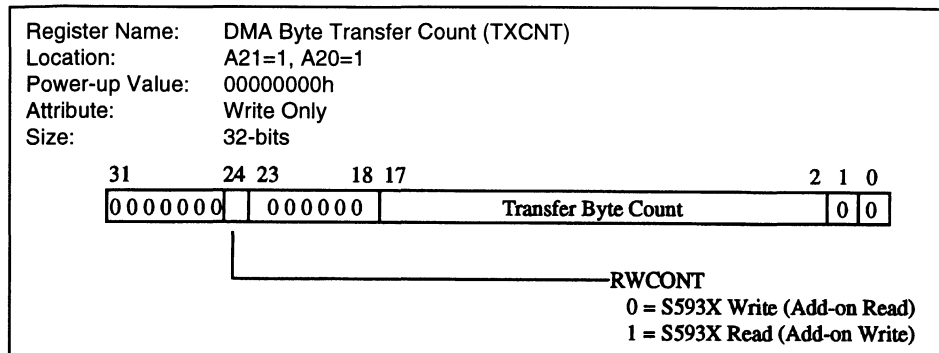 Register Name: DMA Byte Transfer Count (TXCNT)
Location: A21=1, A20=1
Power-up Value: 00000000h
Attribute: Write Only
Size: 32-bits
31 24 23 18 17 2 1 0
0000000 000000 Transfer Byte Count 0 0
RWCONT
0 = S593X Write (Add-on Read)
1 = S593X Read (Add-on Write)